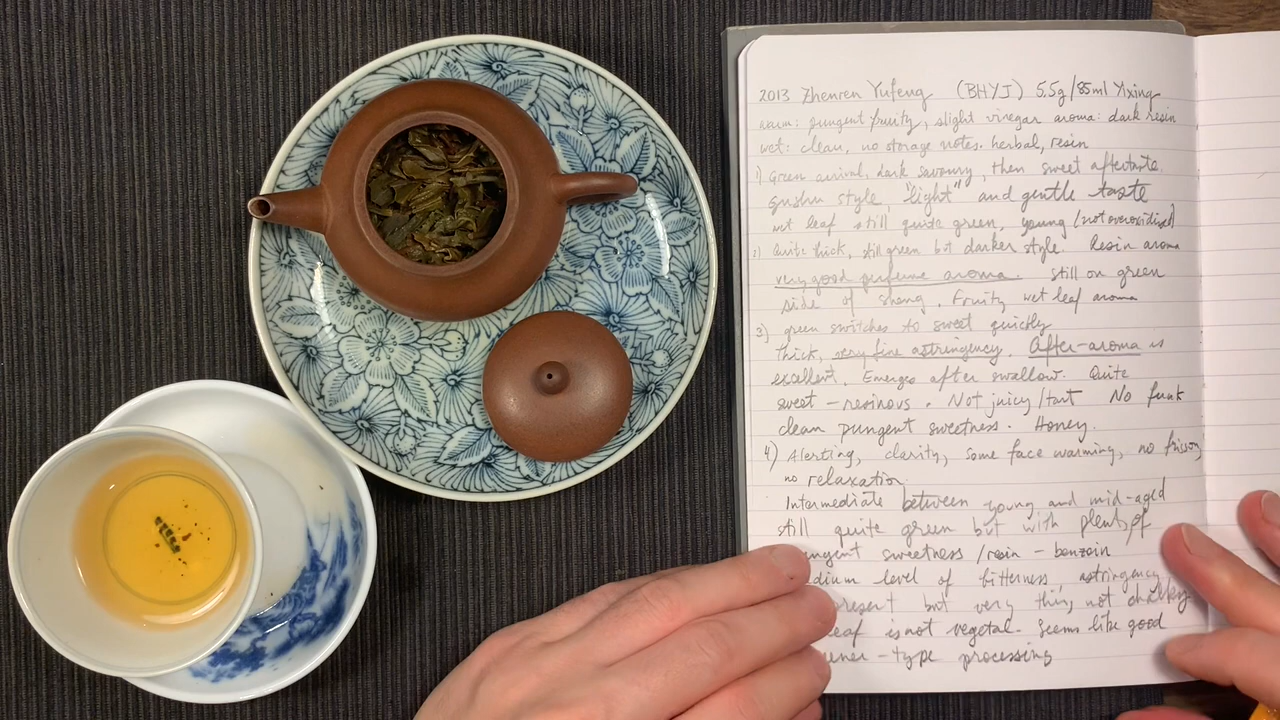 2013 Zhenren Yufeng (BHYJ) 5.5g/85ml Yixing
warm: pungent fruity, slight vinegar aroma: dark resin
wet: clean, no storage notes. herbal, resin
1) Green arrival, dark savoury, then sweet aftertaste.
gushu style, "light" and gentle taste
wet leaf still quite green, young (not overoxidized)
2) Quite thick, still green but darker style. Resin aroma
very good perfume aroma. still on green
side of sheng. Fruity wet leaf aroma
3) green switches to sweet quickly
thick, very fine astringency. After-aroma is
excellent. Emerges after swallow. Quite
sweet - resinous. Not juicy/tart No funk
clean pungent sweetness. Honey.
4) Alerting, clarity, some face warming, no frisson,
no relaxation.
Intermediate between young and mid-aged
still quite green but with plenty of
ngent sweetness / resin - benzoin
dium level of bitterness, astringency
resent but very thin, not chalky
eaf is not vegetal. Seems like good
-type processing